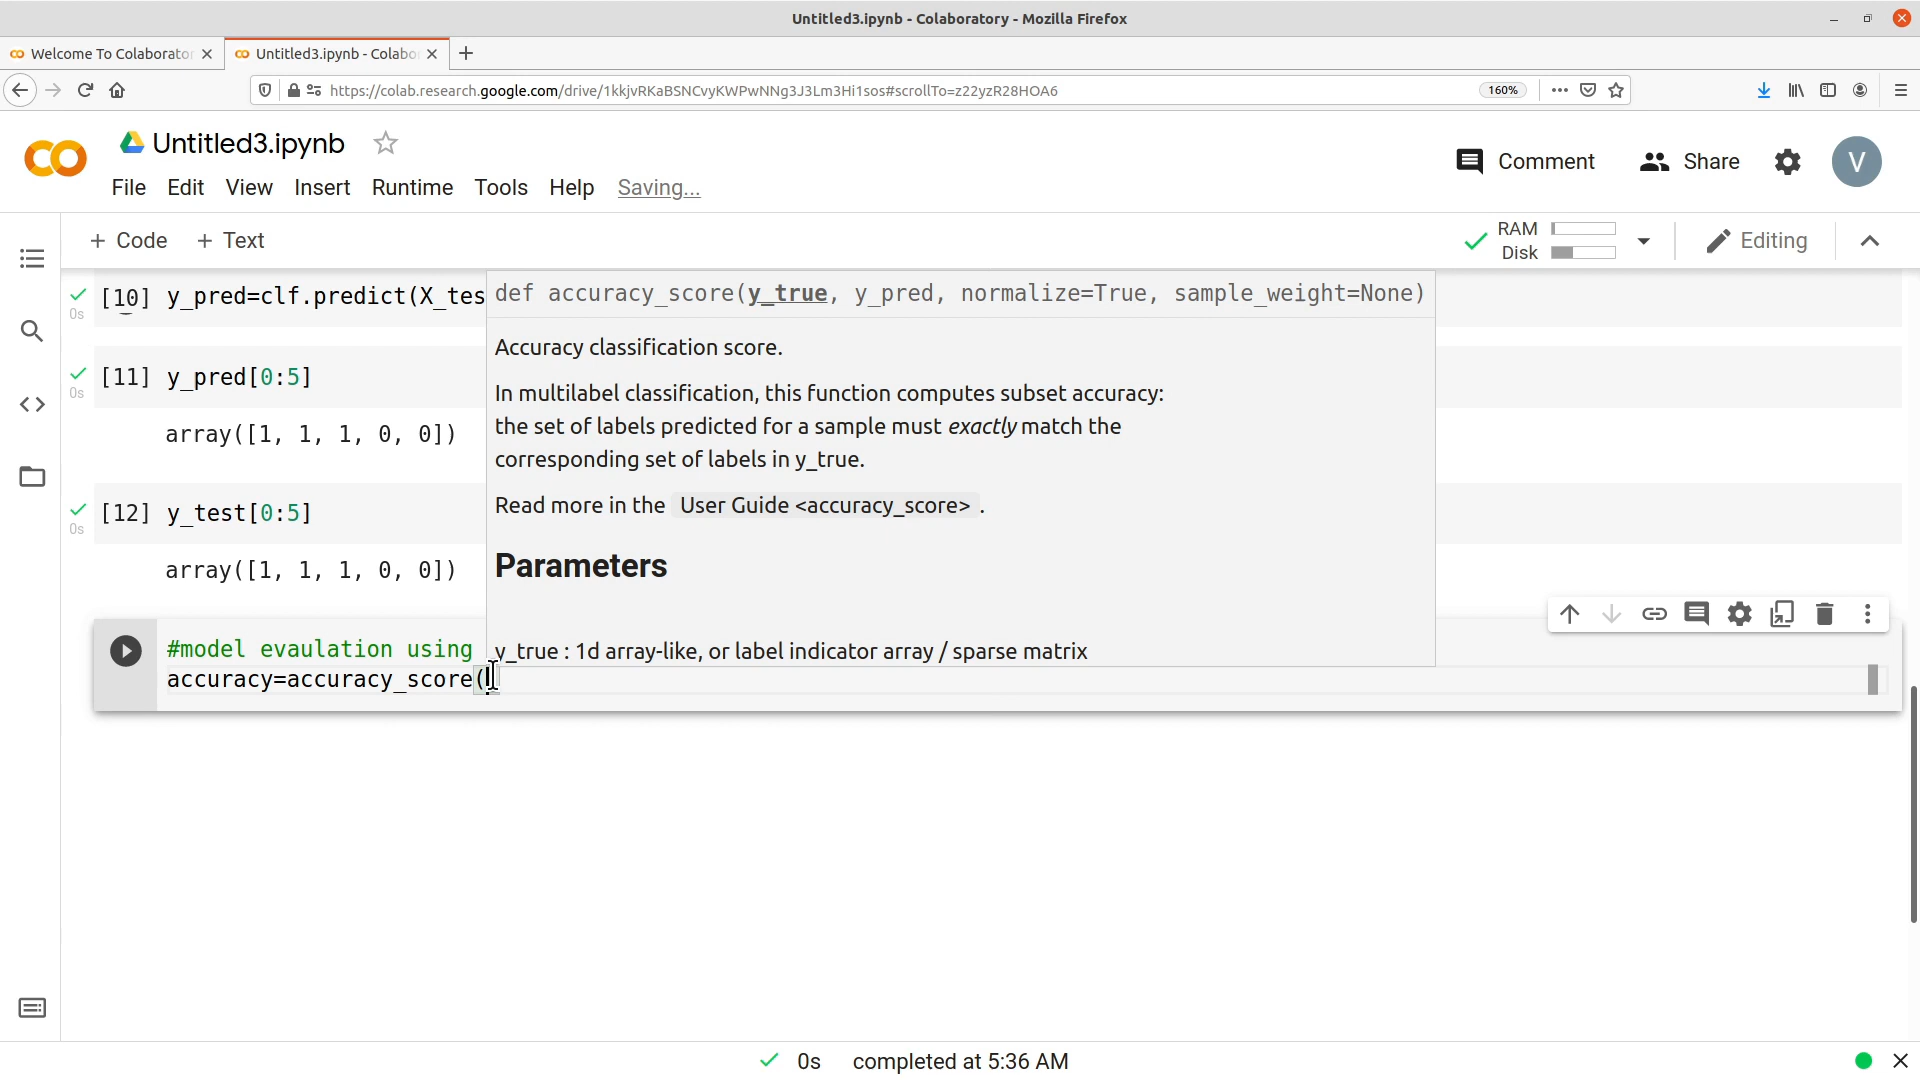 Untitled3.ipynb - Colaboratory - Mozilla Firefox
Welcome To Colaborator
Untitled3.ipynb - Colabo
https://colab.research.google.com/drive/1kkjvRKaBSNCvyKWPwNNg3J3Lm3Hi1sos#scrollTo=z22yzR28HOA6
160%
Untitled3.ipynb
Comment
Share
V
File Edit View Insert Runtime Tools Help Saving...
+ Code + Text
RAM
Disk
Editing
[10] y_pred=clf.predict(X_tes
0s
def accuracy_score(y_true, y_pred, normalize=True, sample_weight=None)
Accuracy classification score.
[11] y_pred[0:5]
0s
In multilabel classification, this function computes subset accuracy:
the set of labels predicted for a sample must exactly match the
array([1, 1, 1, 0, 0])
corresponding set of labels in y_true.
Read more in the User Guide <accuracy_score> .
[12] y_test[0:5]
0s
Parameters
array([1, 1, 1, 0, 0])
y_true : 1d array-like, or label indicator array / sparse matrix
#model evaulation using
accuracy=accuracy_score(
0s completed at 5:36 AM